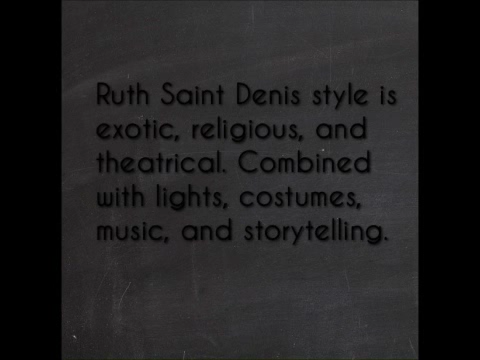 Ruth Saint Denis style is
exotic, religious, and
theatrical. Combined
with lights, costumes,
music, and storytelling.